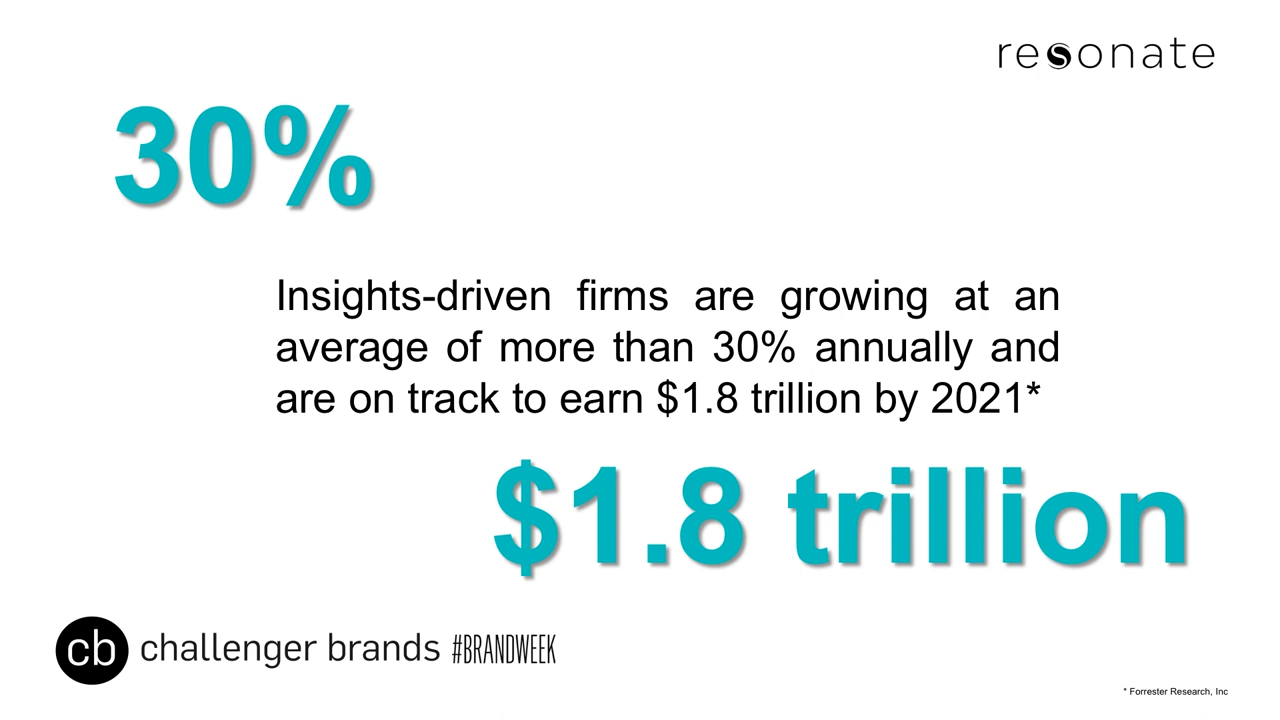 resonate
30%
Insights-driven firms are growing at an
average of more than 30% annually and
are on track to earn $1.8 trillion by 2021*
$1.8 trillion
cb challenger brands #BRANDWEEK
* Forrester Research, Inc